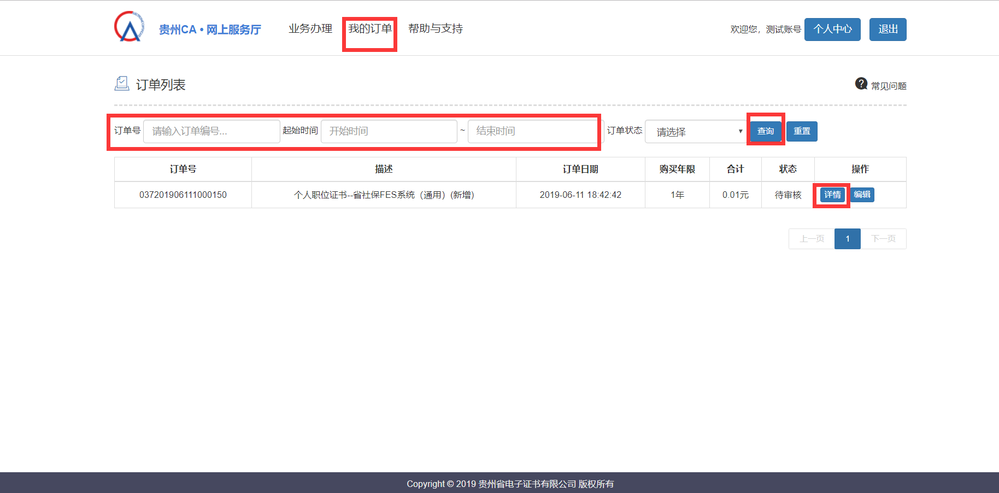 贵州CA • 网上服务厅 业务办理 我的订单 帮助与支持 欢迎您，测试账号 个人中心 退出
订单列表 常见问题
订单号 请输入订单编号... 起始时间 开始时间 ~ 结束时间 订单状态 请选择 查询 重置
订单号 描述 订单日期 购买年限 合计 状态 操作
037201906111000150 个人职位证书--省社保FES系统（通用）(新增) 2019-06-11 18:42:42 1年 0.01元 待审核 详情 编辑
上一页 1 下一页
Copyright © 2019 贵州省电子证书有限公司 版权所有